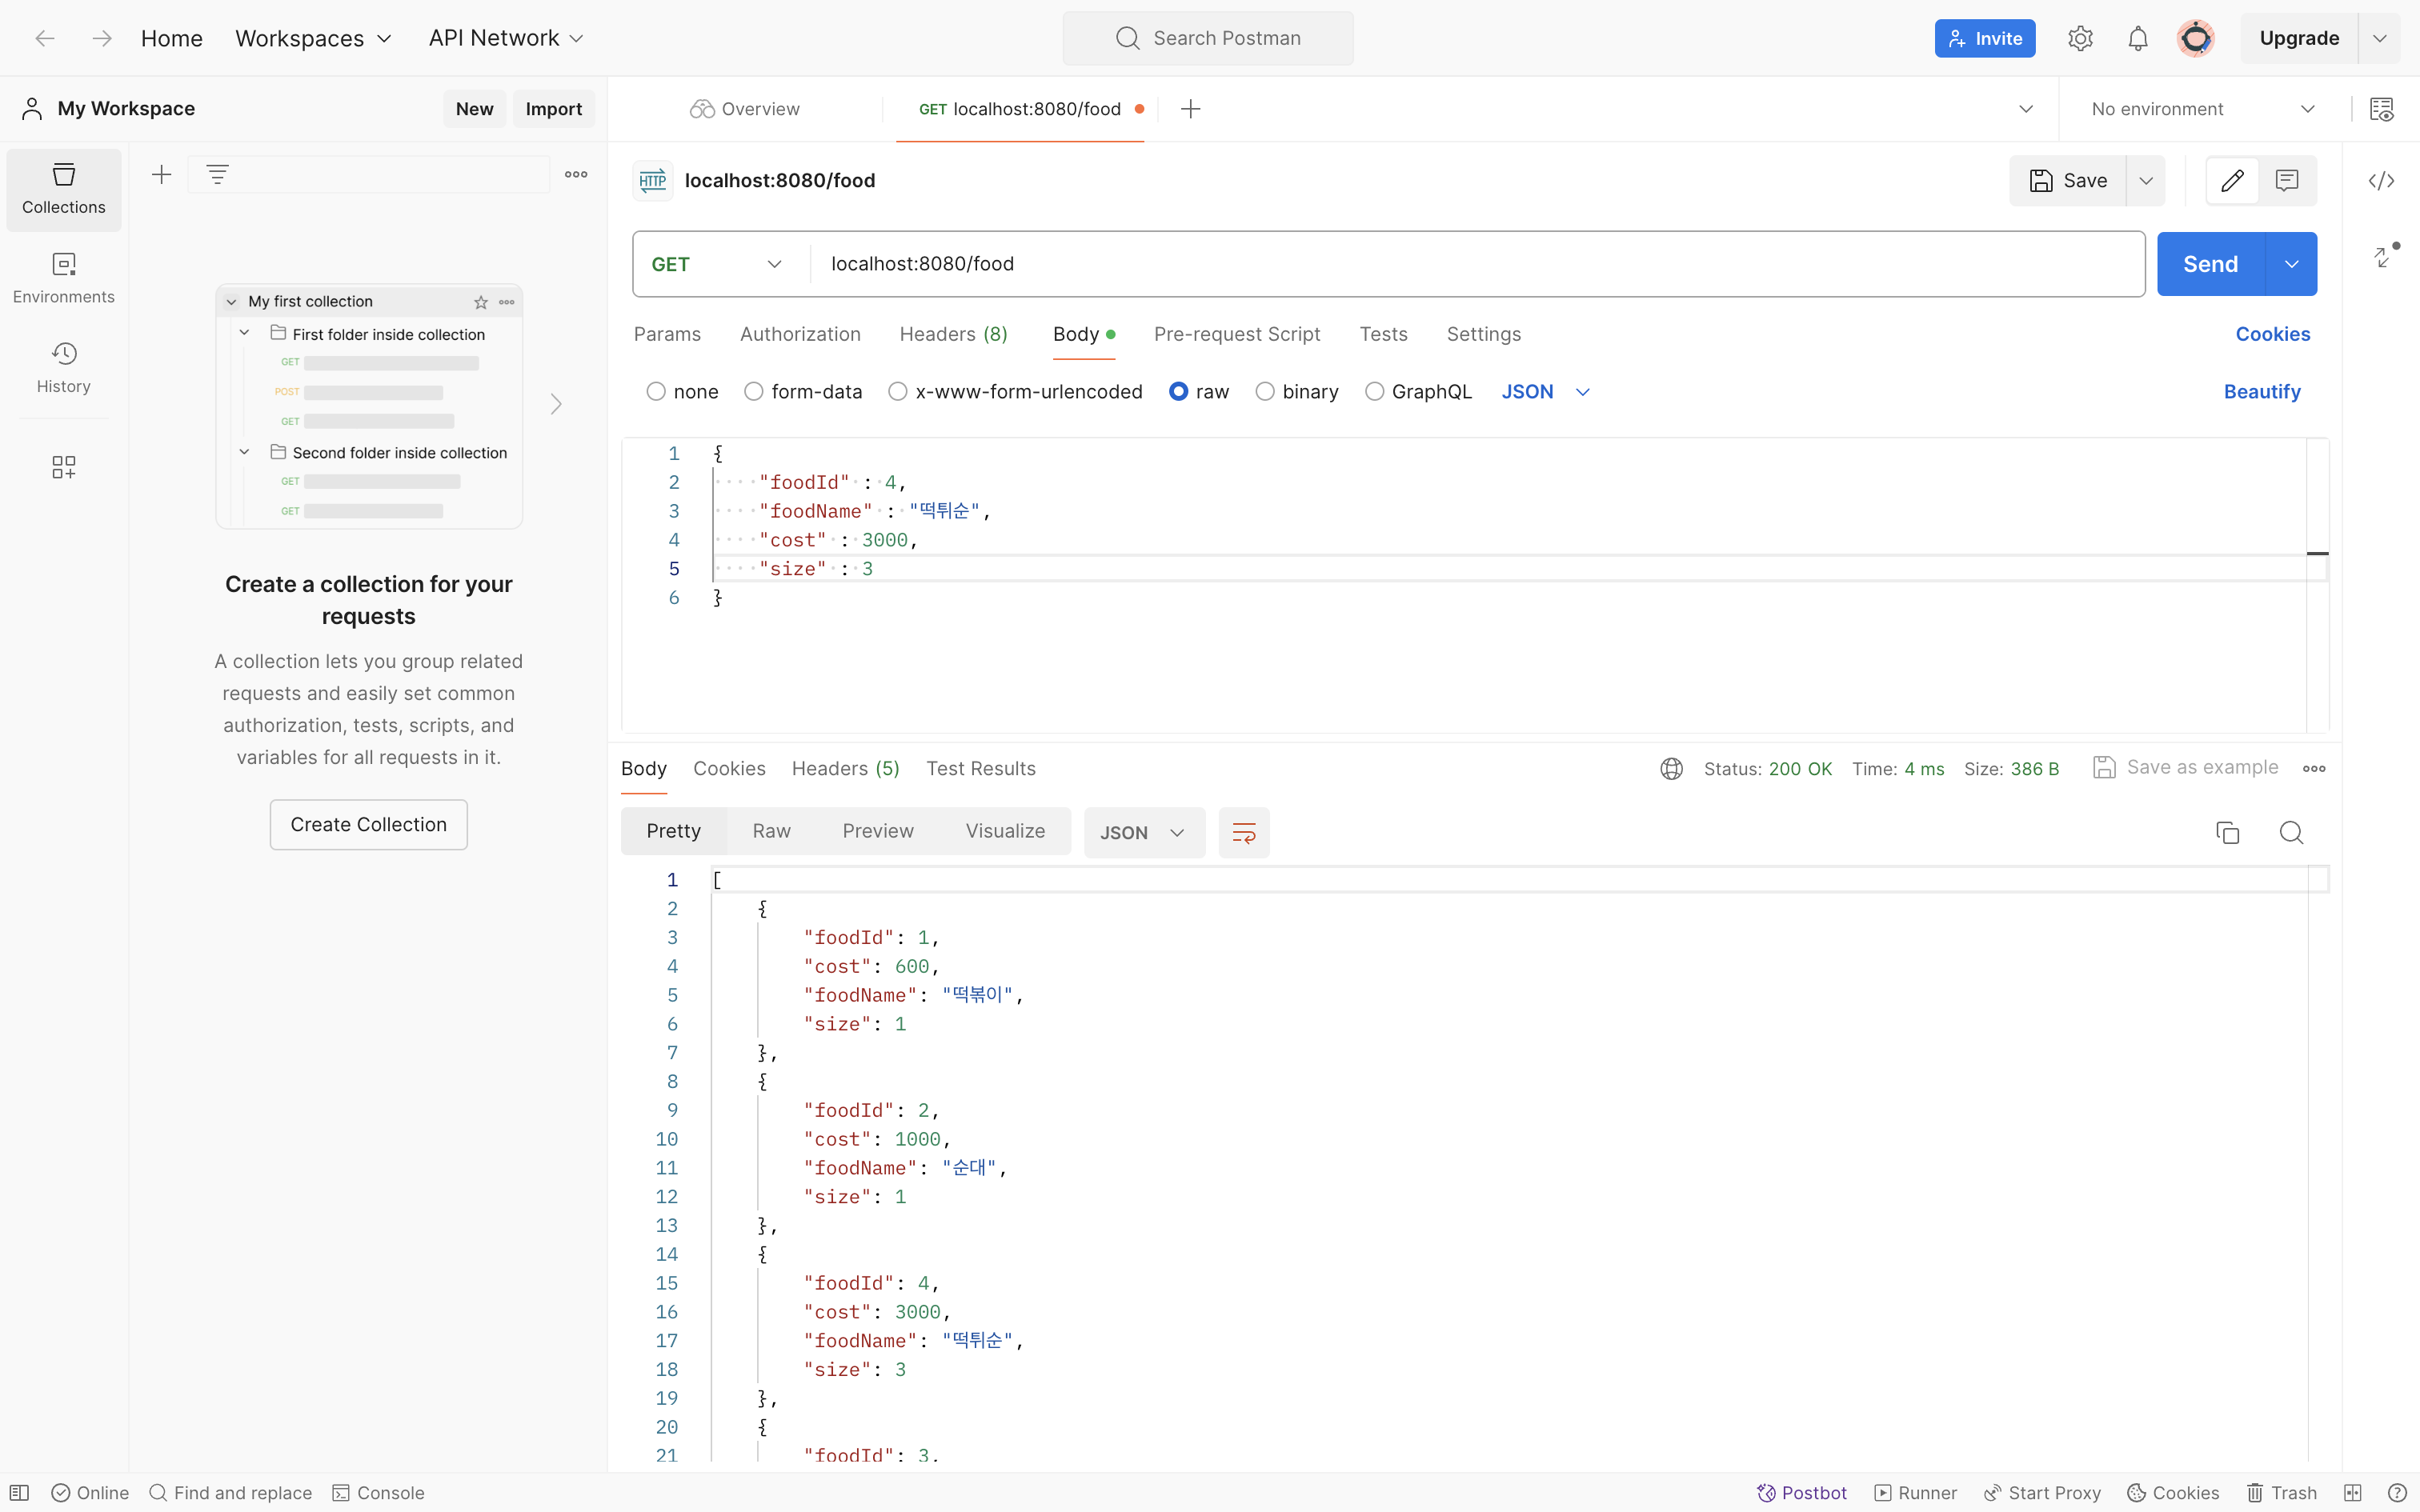 Home Workspaces API Network Search Postman Invite Upgrade
My Workspace New Import
Overview GET localhost:8080/food No environment
Collections
Environments
History
My first collection
First folder inside collection
GET
POST
GET
Second folder inside collection
GET
GET
Create a collection for your
requests
A collection lets you group related
requests and easily set common
authorization, tests, scripts, and
variables for all requests in it.
Create Collection
HTTP localhost:8080/food Save
GET localhost:8080/food Send
Params Authorization Headers (8) Body Pre-request Script Tests Settings Cookies
none form-data x-www-form-urlencoded raw binary GraphQL JSON Beautify
1 {
2 "foodId" : 4,
3 "foodName" : "떡튀순",
4 "cost" : 3000,
5 "size" : 3
6 }
Body Cookies Headers (5) Test Results Status: 200 OK Time: 4 ms Size: 386 B Save as example
Pretty Raw Preview Visualize JSON
1 [
2 {
3 "foodId": 1,
4 "cost": 600,
5 "foodName": "떡볶이",
6 "size": 1
7 },
8 {
9 "foodId": 2,
10 "cost": 1000,
11 "foodName": "순대",
12 "size": 1
13 },
14 {
15 "foodId": 4,
16 "cost": 3000,
17 "foodName": "떡튀순",
18 "size": 3
19 },
20 {
21 "foodId": 3,
Online Find and replace Console Postbot Runner Start Proxy Cookies Trash